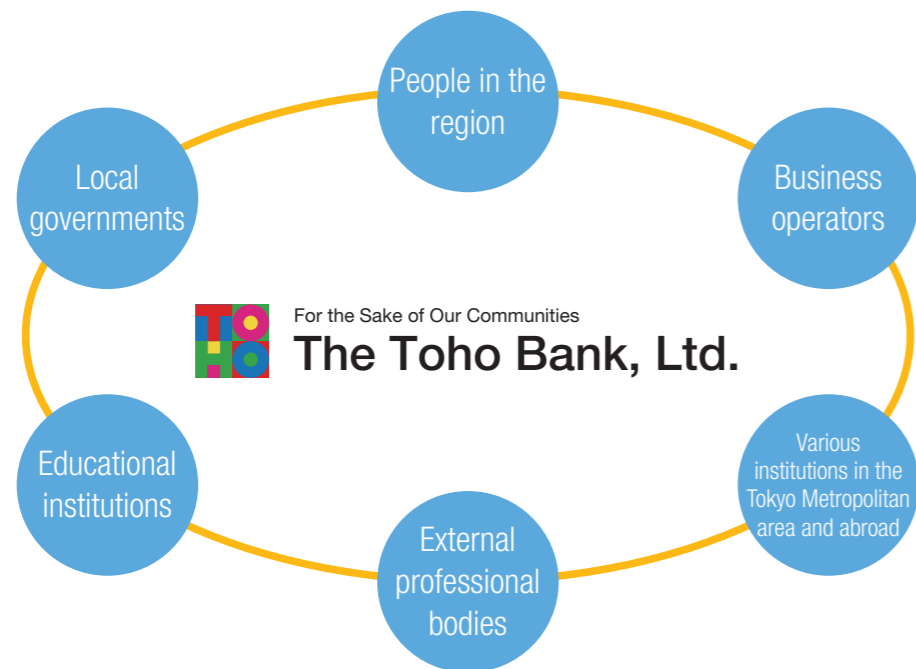 People in the
region
Local
governments
Business
operators
TO
HO
For the Sake of Our Communities
The Toho Bank, Ltd.
Educational
institutions
Various
institutions in the
Tokyo Metropolitan
area and abroad
External
professional
bodies